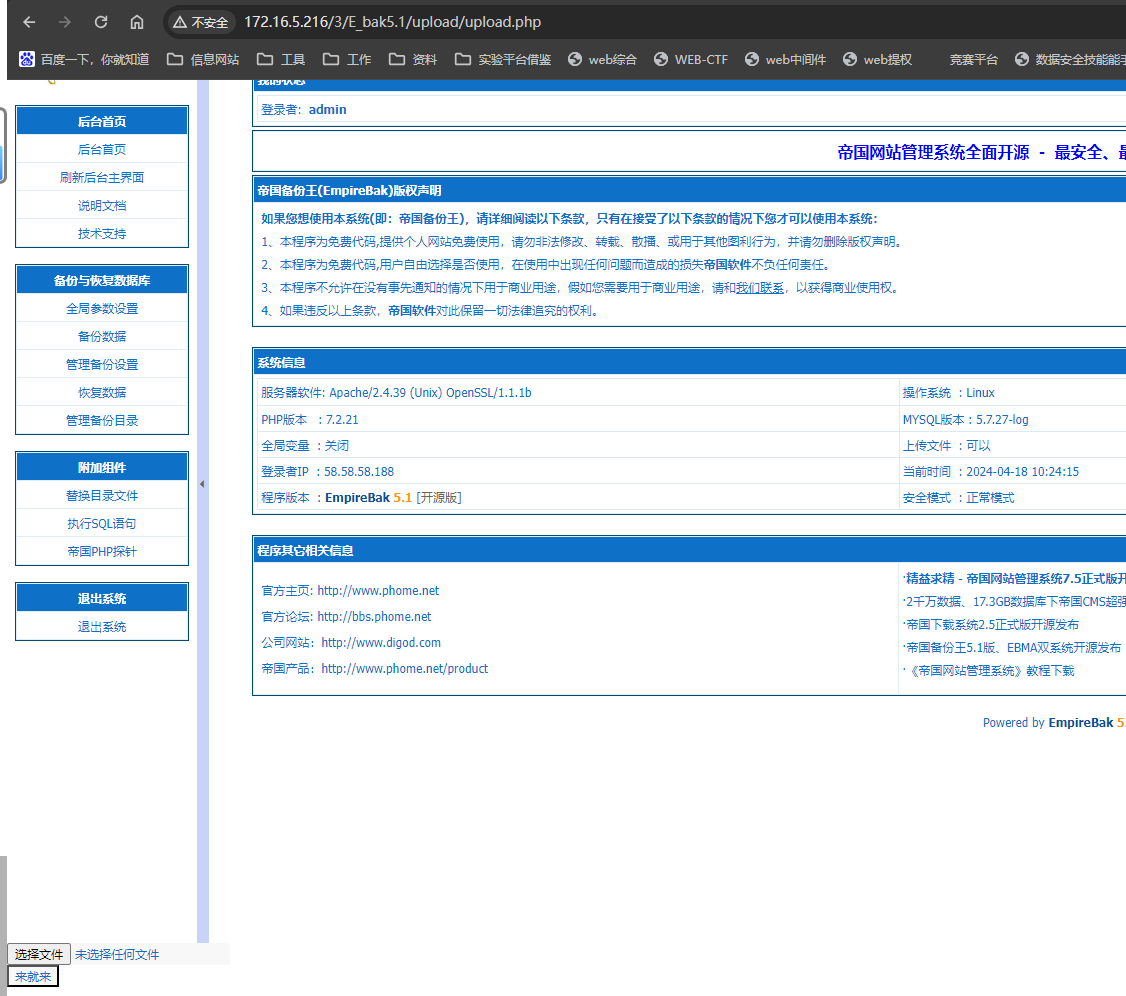 不安全 172.16.5.216/3/E_bak5.1/upload/upload.php
百度一下，你就知道 信息网站 工具 工作 资料 实验平台借鉴 web综合 WEB-CTF web中间件 web提权 竞赛平台 数据安全技能能手
我的状态
登录者：admin
帝国网站管理系统全面开源 - 最安全、最
后台首页
后台首页
刷新后台主界面
说明文档
技术支持
备份与恢复数据库
全局参数设置
备份数据
管理备份设置
恢复数据
管理备份目录
附加组件
替换目录文件
执行SQL语句
帝国PHP探针
退出系统
退出系统
帝国备份王(EmpireBak)版权声明
如果您想使用本系统(即：帝国备份王)，请详细阅读以下条款，只有在接受了以下条款的情况下您才可以使用本系统：
1、本程序为免费代码,提供个人网站免费使用，请勿非法修改、转载、散播、或用于其他图利行为，并请勿删除版权声明。
2、本程序为免费代码,用户自由选择是否使用，在使用中出现任何问题而造成的损失帝国软件不负任何责任。
3、本程序不允许在没有事先通知的情况下用于商业用途，假如您需要用于商业用途，请和我们联系，以获得商业使用权。
4、如果违反以上条款，帝国软件对此保留一切法律追究的权利。
系统信息
服务器软件: Apache/2.4.39 (Unix) OpenSSL/1.1.1b 操作系统 ：Linux
PHP版本 ：7.2.21 MYSQL版本：5.7.27-log
全局变量 ：关闭 上传文件 ：可以
登录者IP ：58.58.58.188 当前时间 ：2024-04-18 10:24:15
程序版本 ：EmpireBak 5.1 [开源版] 安全模式 ：正常模式
程序其它相关信息
官方主页: http://www.phome.net
官方论坛: http://bbs.phome.net
公司网站：http://www.digod.com
帝国产品：http://www.phome.net/product
·精益求精 - 帝国网站管理系统7.5正式版开
·2千万数据、17.3GB数据库下帝国CMS超强
·帝国下载系统2.5正式版开源发布
·帝国备份王5.1版、EBMA双系统开源发布
·《帝国网站管理系统》教程下载
Powered by EmpireBak 5.
选择文件 未选择任何文件
来就来